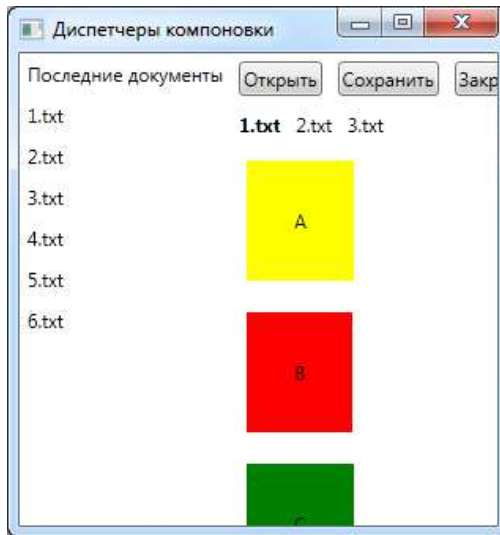 Диспетчеры компоновки
Последние документы
1.txt
2.txt
3.txt
4.txt
5.txt
6.txt
Открыть Сохранить Закр
1.txt 2.txt 3.txt
A
B
C